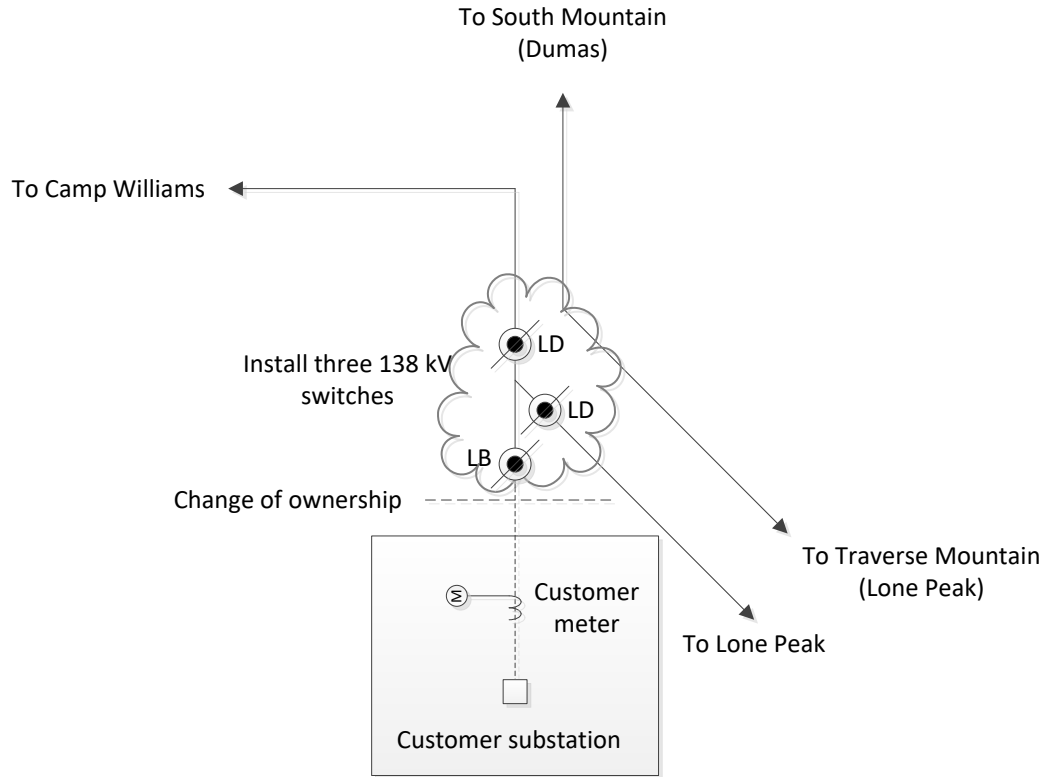 To South Mountain
(Dumas)
To Camp Williams
LD
Install three 138 kV
switches
LD
LB
Change of ownership
To Traverse Mountain
(Lone Peak)
M
Customer
meter
To Lone Peak
Customer substation